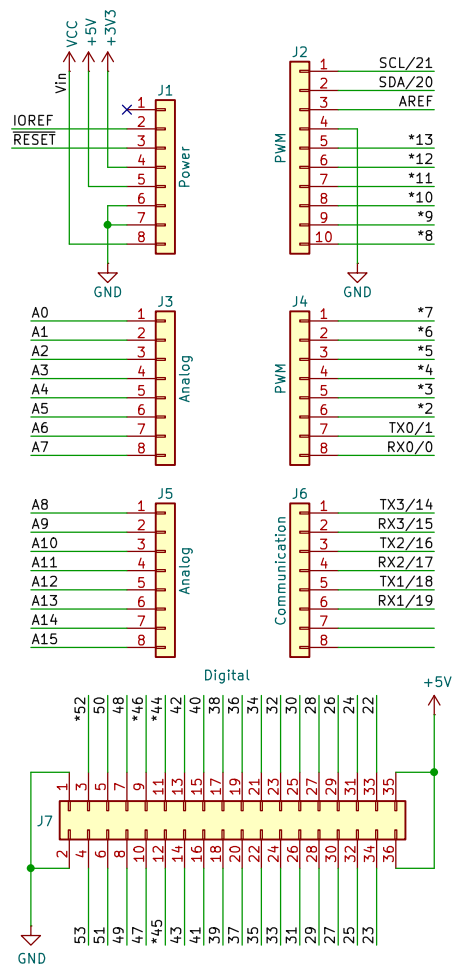 VCC
+5V
+3V3
Vin
J1
1
IOREF 2
RESET 3
4
5
6
7
8
Power
GND
J2
PWM
1 SCL/21
2 SDA/20
3 AREF
4
5 *13
6 *12
7 *11
8 *10
9 *9
10 *8
GND
J3
A0 1
A1 2
A2 3
A3 4
A4 5
A5 6
A6 7
A7 8
Analog
J4
PWM
1 *7
2 *6
3 *5
4 *4
5 *3
6 *2
7 TX0/1
8 RX0/0
J5
A8 1
A9 2
A10 3
A11 4
A12 5
A13 6
A14 7
A15 8
Analog
J6
Communication
1 TX3/14
2 RX3/15
3 TX2/16
4 RX2/17
5 TX1/18
6 RX1/19
7
8
Digital
+5V
*52 50 48 *46 *44 42 40 38 36 34 32 30 28 26 24 22
1 3 5 7 9 11 13 15 17 19 21 23 25 27 29 31 33 35
J7
2 4 6 8 10 12 14 16 18 20 22 24 26 28 30 32 34 36
53 51 49 47 *45 43 41 39 37 35 33 31 29 27 25 23
GND